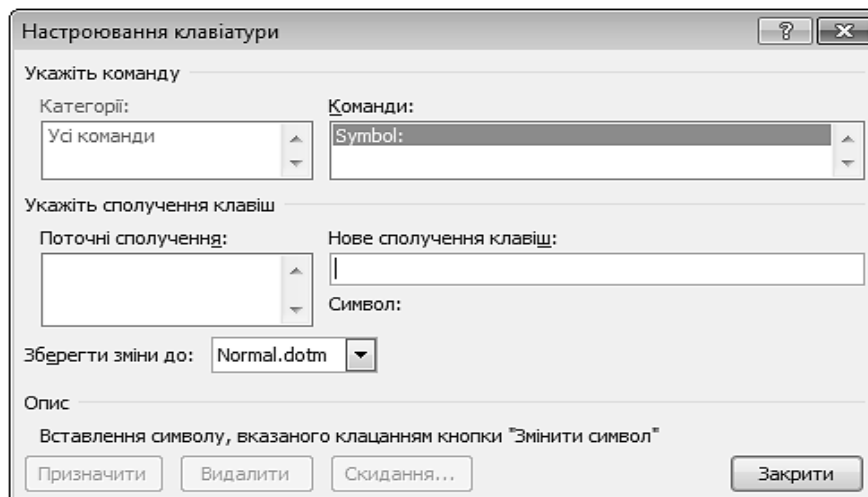 Настроювання клавіатури
Укажіть команду
Категорії:
Команди:
Усі команди
Symbol:
Укажіть сполучення клавіш
Поточні сполучення:
Нове сполучення клавіш:
Символ:
Зберегти зміни до:
Normal.dotm
Опис
Вставлення символу, вказаного клацанням кнопки "Змінити символ"
Призначити
Видалити
Скидання...
Закрити